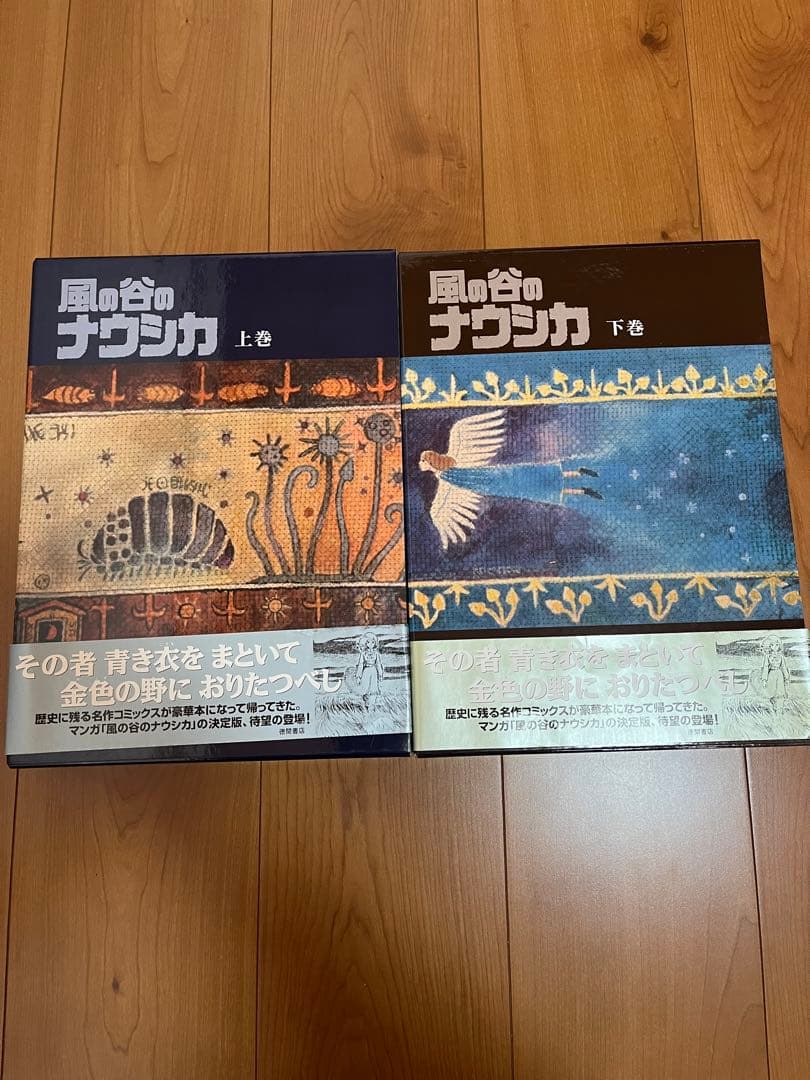 風の谷の
ナウシカ 上巻
その者 青き衣を まといて
金色の野に おりたつべし
歴史に残る名作コミックスが豪華本になって帰ってきた。
マンガ「風の谷のナウシカ」の決定版、待望の登場!
徳間書店
風の谷の
ナウシカ 下巻
その者 青き衣を まといて
金色の野に おりたつべし
歴史に残る名作コミックスが豪華本になって帰ってきた。
マンガ「風の谷のナウシカ」の決定版、待望の登場!
徳間書店